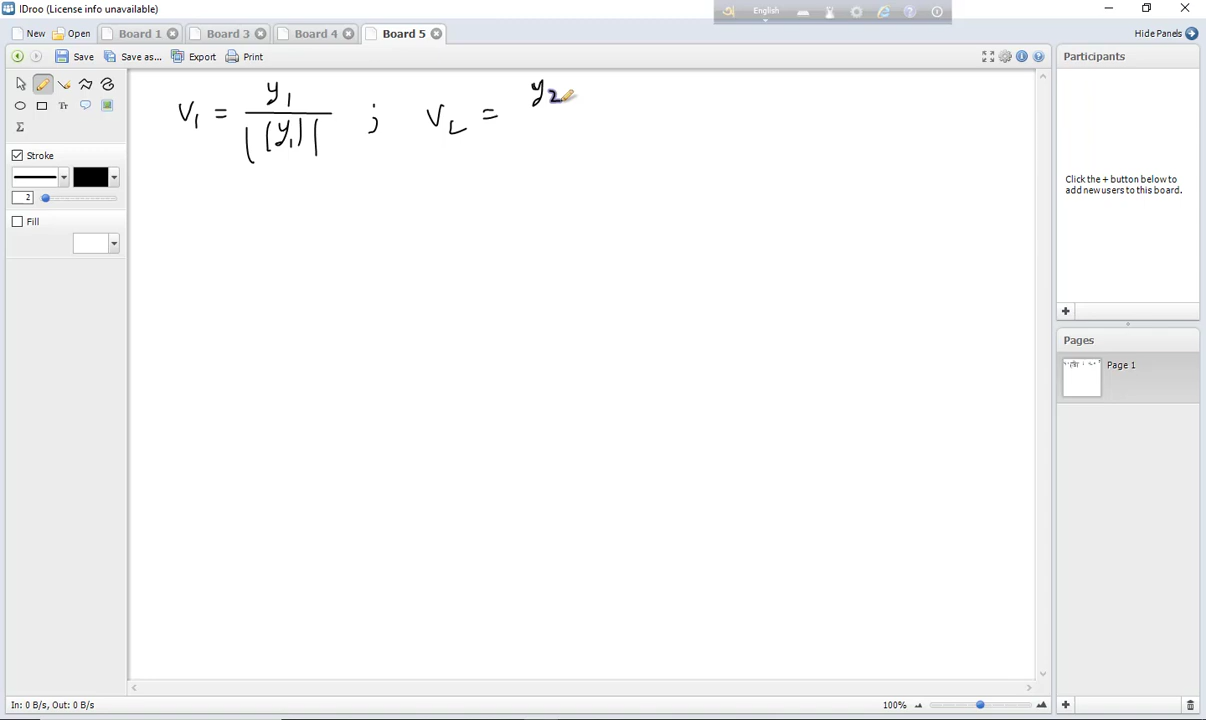 IDroo (License info unavailable)
English
New Open Board 1 Board 3 Board 4 Board 5 Hide Panels
Save Save as... Export Print Participants
v₁ = y₁ / ||y₁|| ; v₂ = y₂
Tr
Σ
Stroke
2
Fill
Click the + button below to
add new users to this board.
Pages
Page 1
In: 0 B/s, Out: 0 B/s 100%